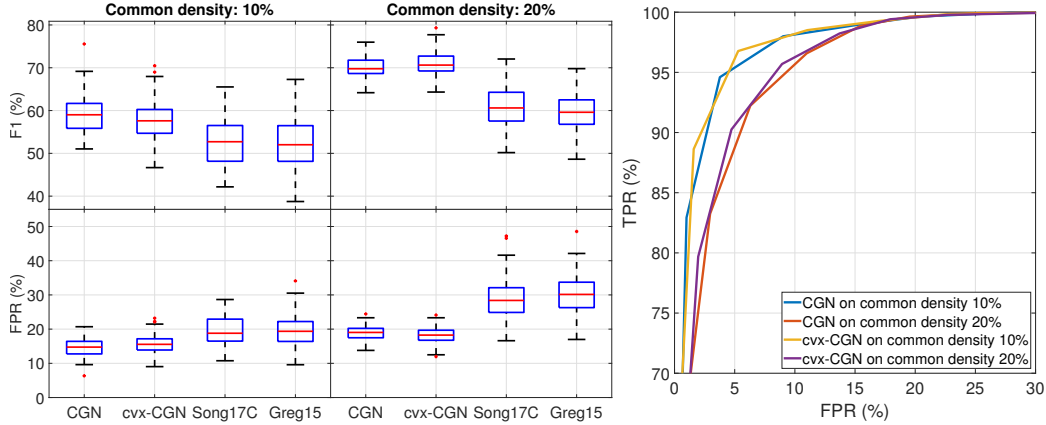 Common density: 10%
Common density: 20%
F1 (%)
80
70
60
50
40
FPR (%)
50
40
30
20
10
0
CGN
cvx-CGN
Song17C
Greg15
CGN
cvx-CGN
Song17C
Greg15
TPR (%)
100
95
90
85
80
75
70
0
5
10
15
20
25
30
FPR (%)
CGN on common density 10%
CGN on common density 20%
cvx-CGN on common density 10%
cvx-CGN on common density 20%